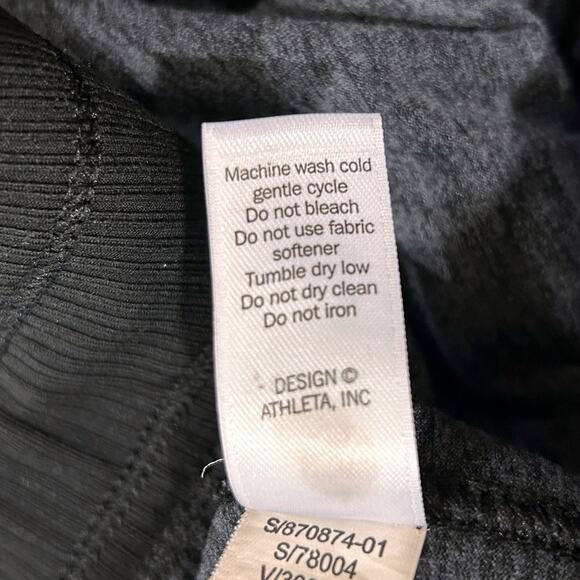 Machine wash cold
gentle cycle
Do not bleach
Do not use fabric
softener
Tumble dry low
Do not dry clean
Do not iron
DESIGN ©
ATHLETA, INC
S/870874-01
S/78004